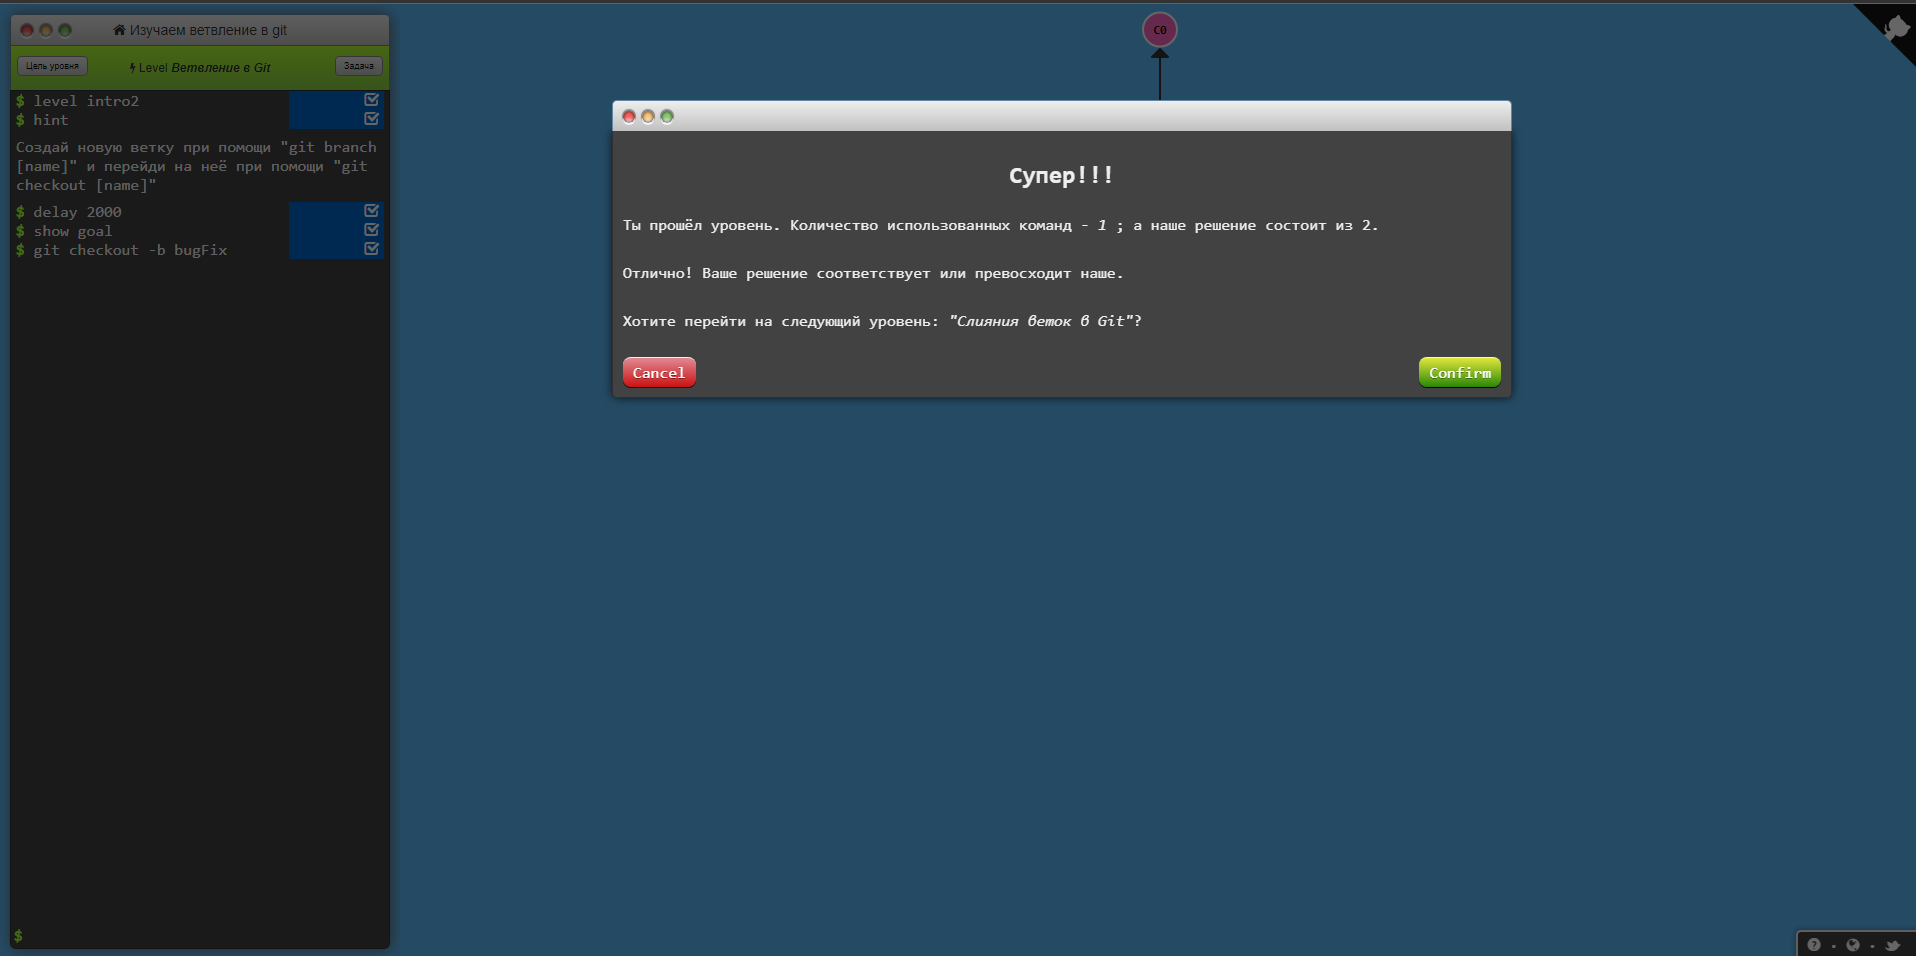 Изучаем ветвление в git
Цель уровня
Level Ветвление в Git
Задача
$ level intro2
$ hint
Создай новую ветку при помощи "git branch
[name]" и перейди на неё при помощи "git
checkout [name]"
$ delay 2000
$ show goal
$ git checkout -b bugFix
$
C0
Супер!!!
Ты прошёл уровень. Количество использованных команд - 1 ; а наше решение состоит из 2.
Отлично! Ваше решение соответствует или превосходит наше.
Хотите перейти на следующий уровень: "Слияния веток в Git"?
Cancel
Confirm